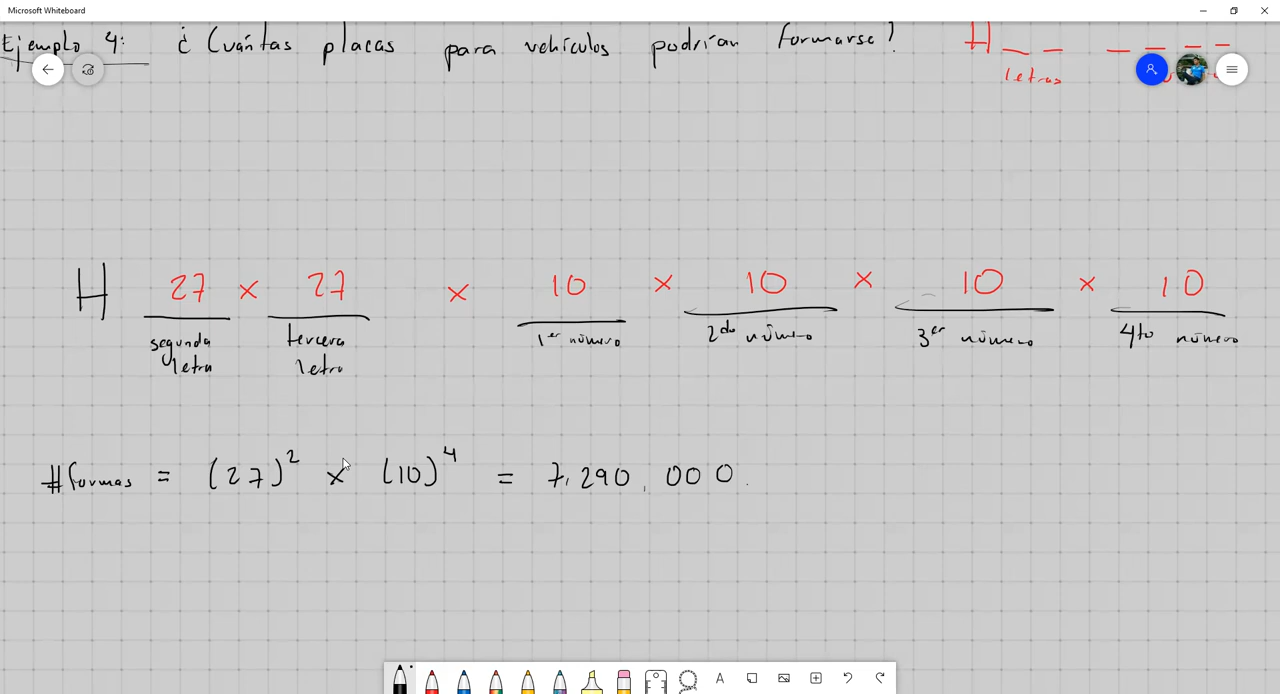 Microsoft Whiteboard
Ejemplo 4: ¿Cuántas placas para vehículos podrían formarse? H _ _ _ _ _ _
letras
H 27 x 27 x 10 x 10 x 10 x 10
segunda letra tercera letra 1er número 2do número 3er número 4to número
#formas = (27)² x (10)⁴ = 7,290,000.
A